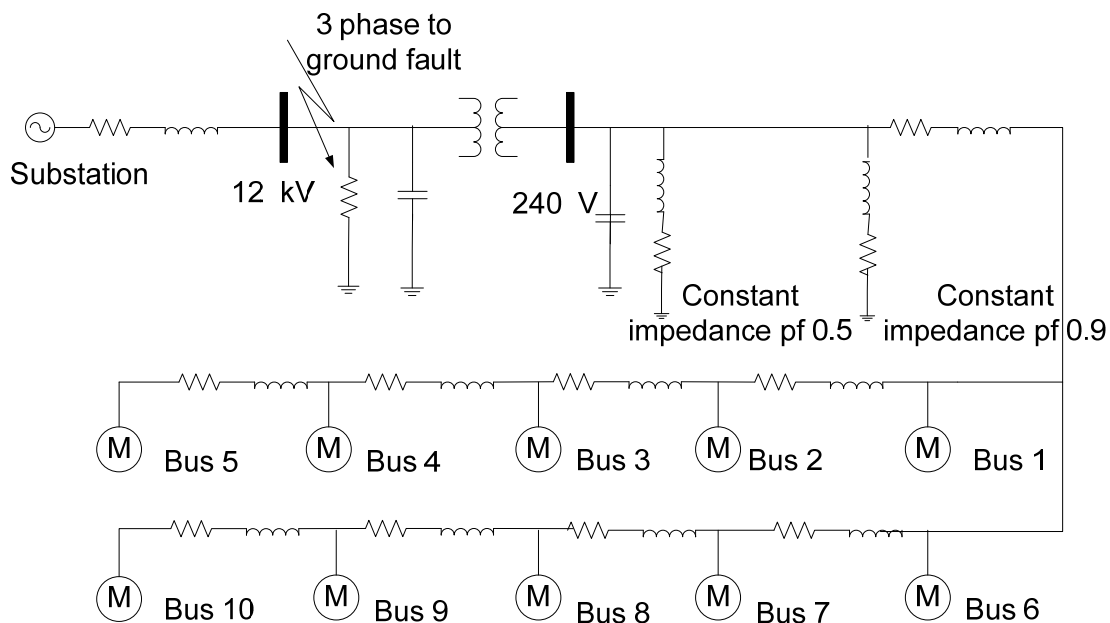 3 phase to
ground fault
Substation
12 kV
240 V
Constant
impedance pf 0.5
Constant
impedance pf 0.9
M
Bus 5
M
Bus 4
M
Bus 3
M
Bus 2
M
Bus 1
M
Bus 10
M
Bus 9
M
Bus 8
M
Bus 7
M
Bus 6